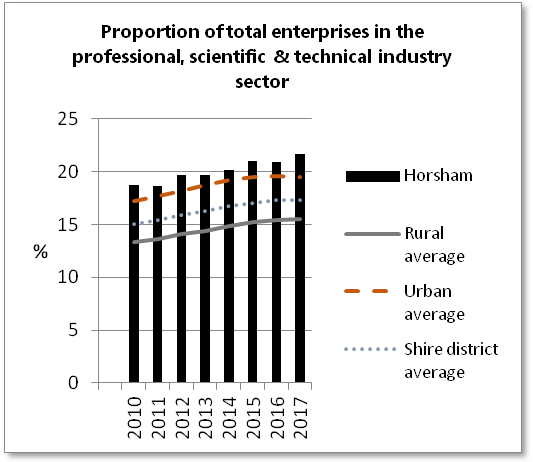 Proportion of total enterprises in the
professional, scientific & technical industry
sector
25
20
15
10
5
0
%
2010
2011
2012
2013
2014
2015
2016
2017
Horsham
Rural
average
Urban
average
Shire district
average